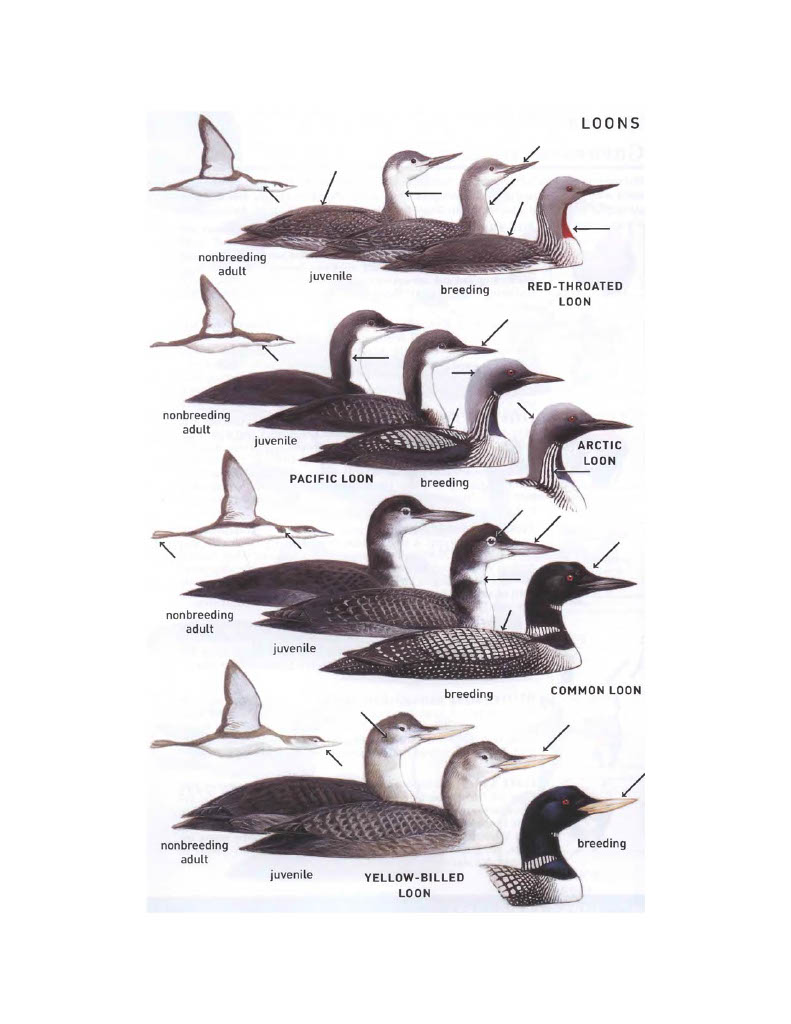 LOONS
nonbreeding
adult
juvenile
breeding
RED-THROATED
LOON
nonbreeding
adult
juvenile
PACIFIC LOON
breeding
ARCTIC
LOON
nonbreeding
adult
juvenile
breeding
COMMON LOON
nonbreeding
adult
juvenile
YELLOW-BILLED
LOON
breeding